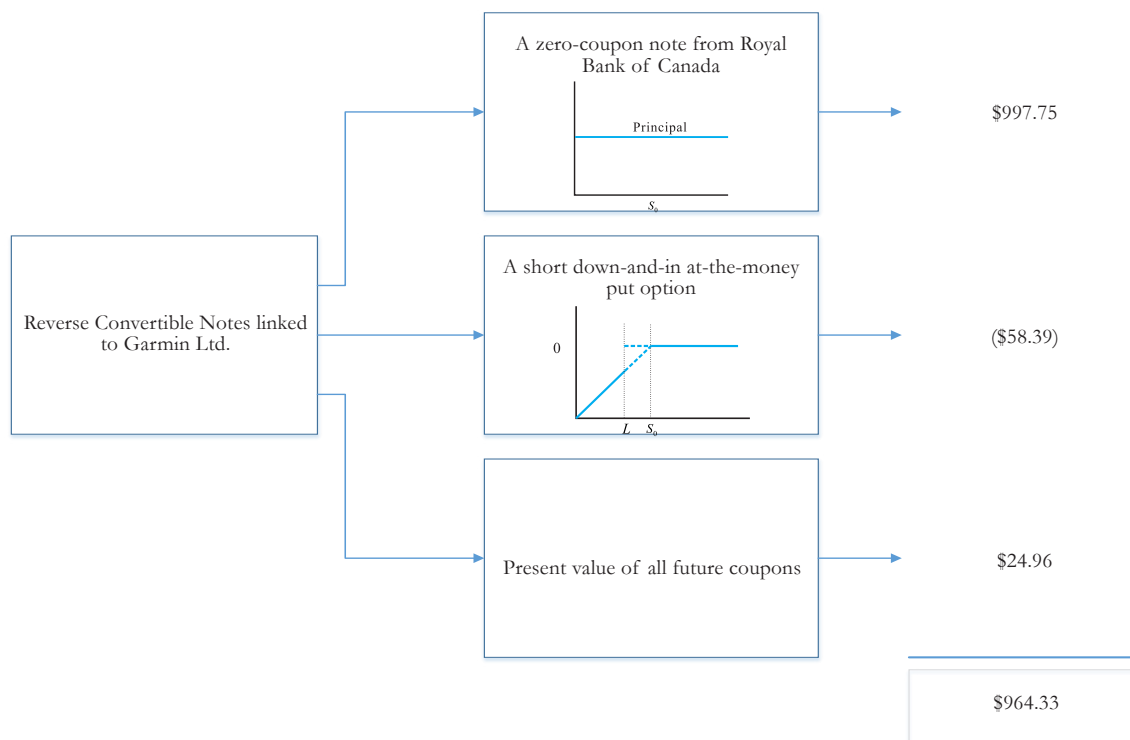 A zero-coupon note from Royal
Bank of Canada
Principal
S₀
$997.75
Reverse Convertible Notes linked
to Garmin Ltd.
A short down-and-in at-the-money
put option
0
L S₀
($58.39)
Present value of all future coupons
$24.96
$964.33